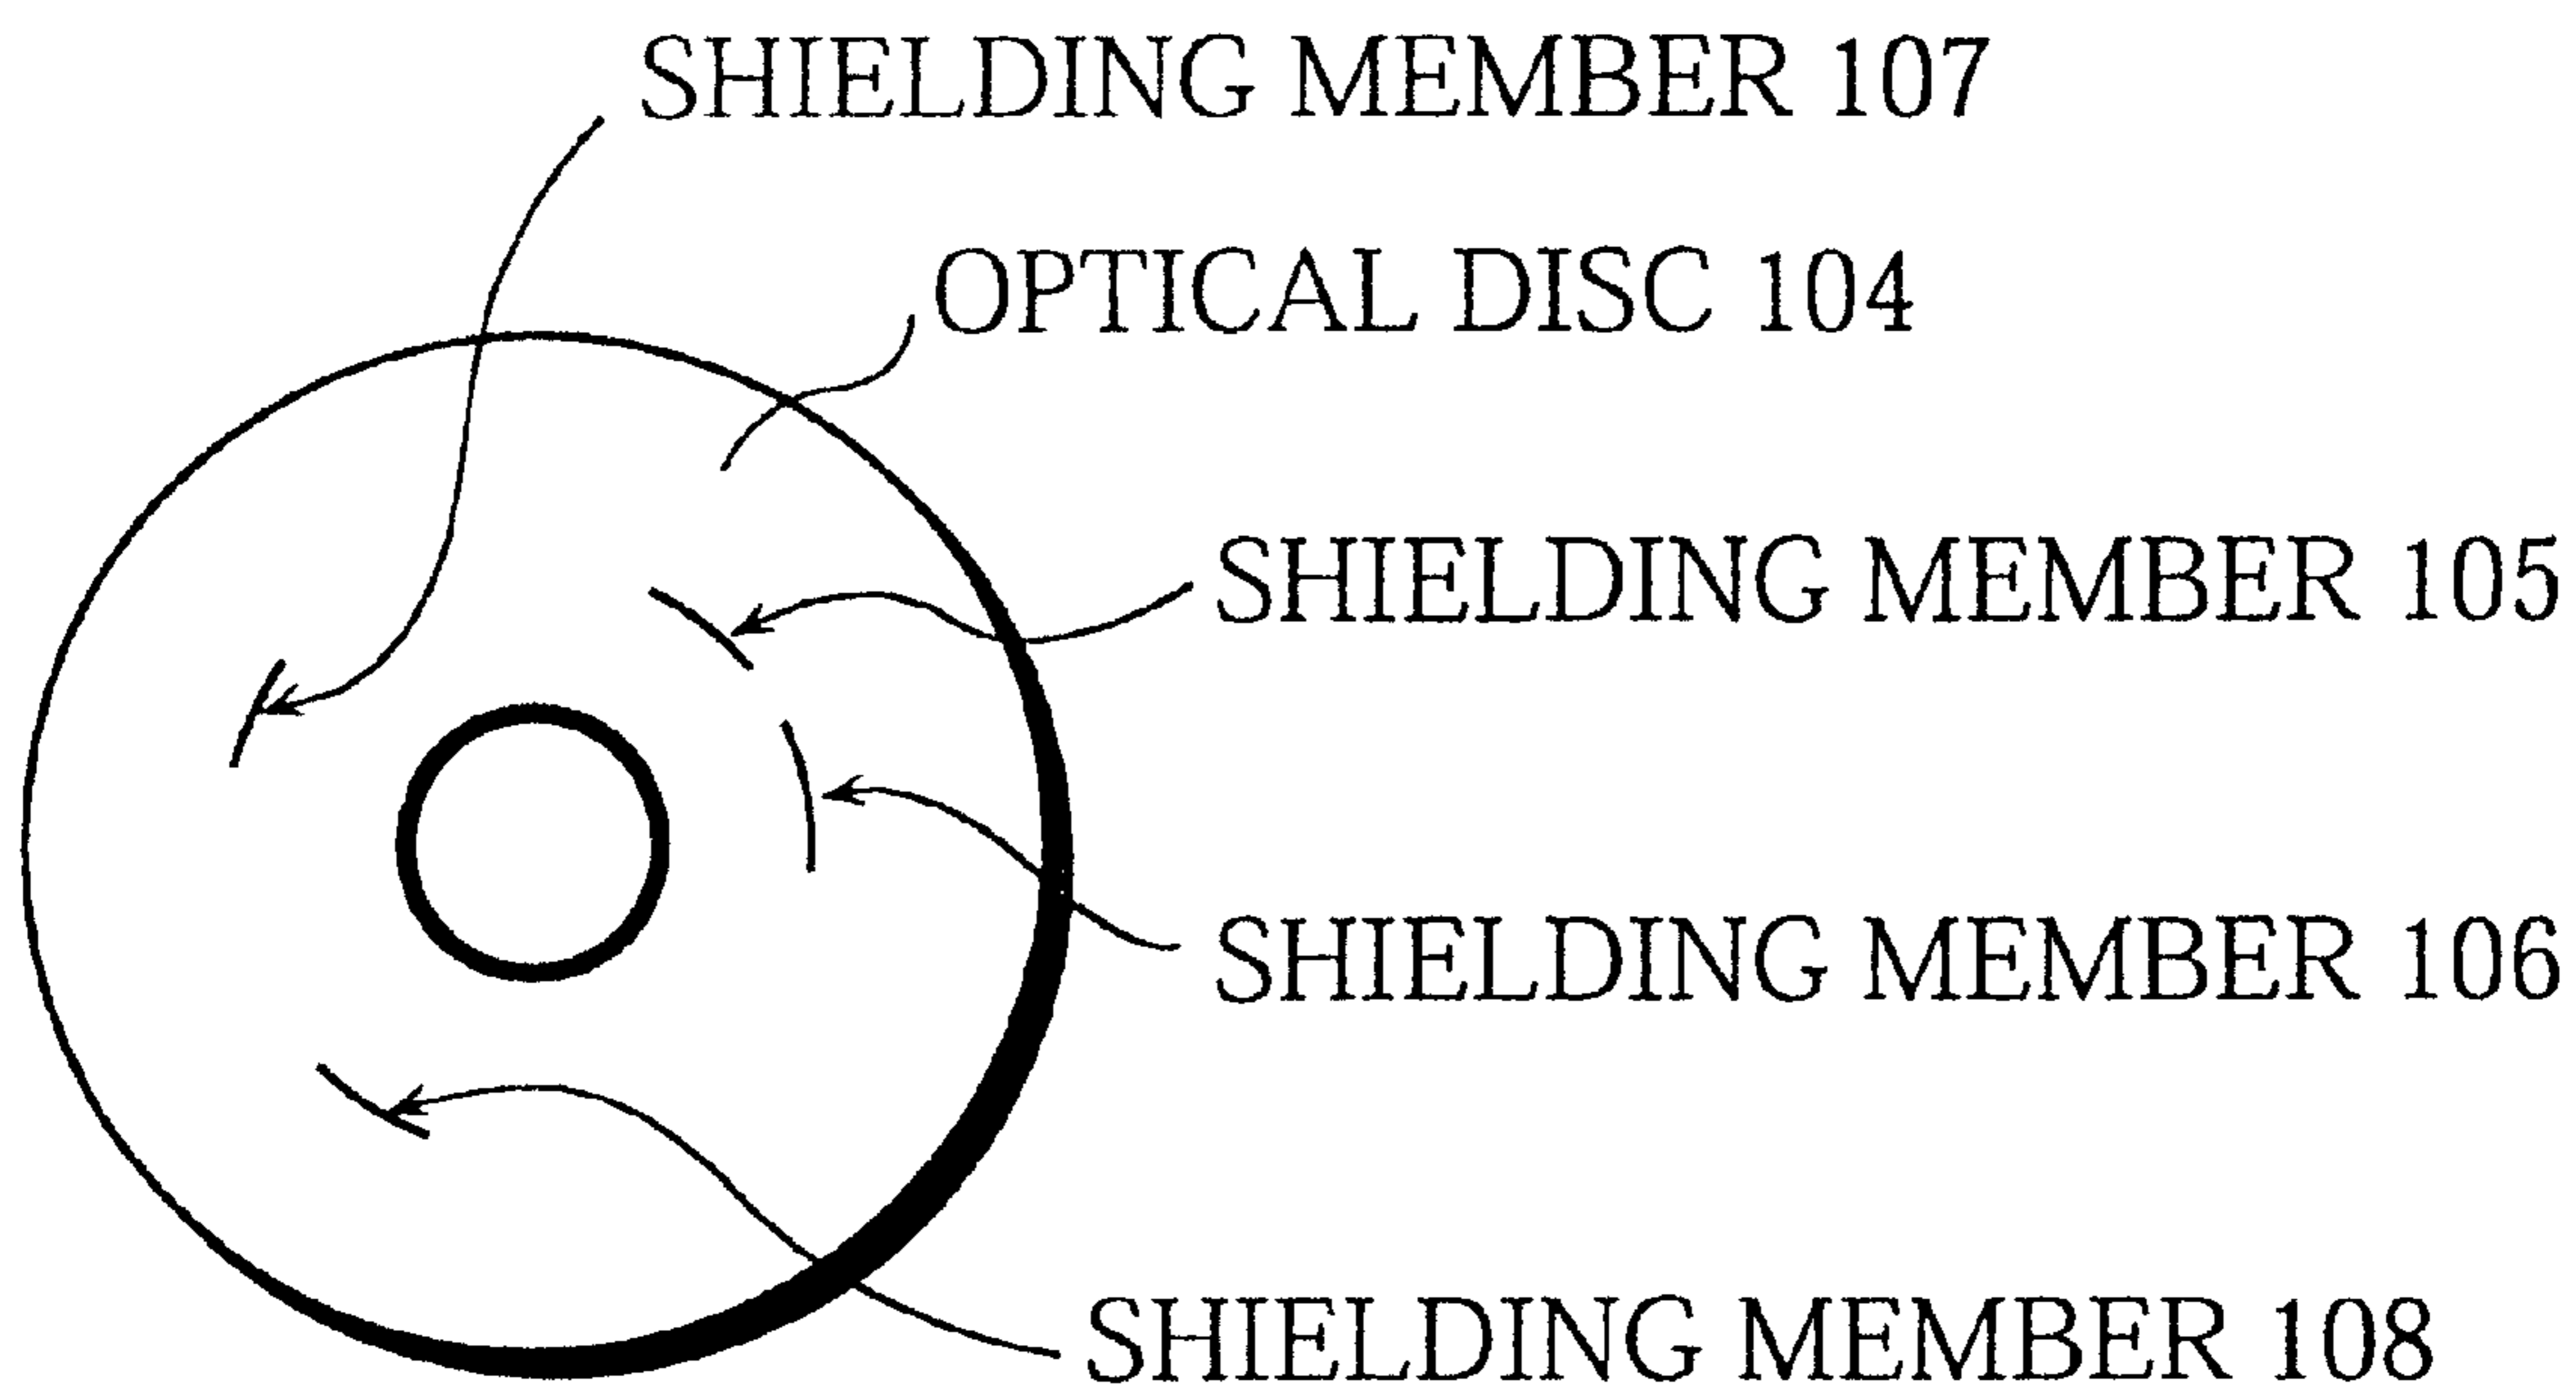 SHIELDING MEMBER 107
OPTICAL DISC 104
SHIELDING MEMBER 105
SHIELDING MEMBER 106
SHIELDING MEMBER 108